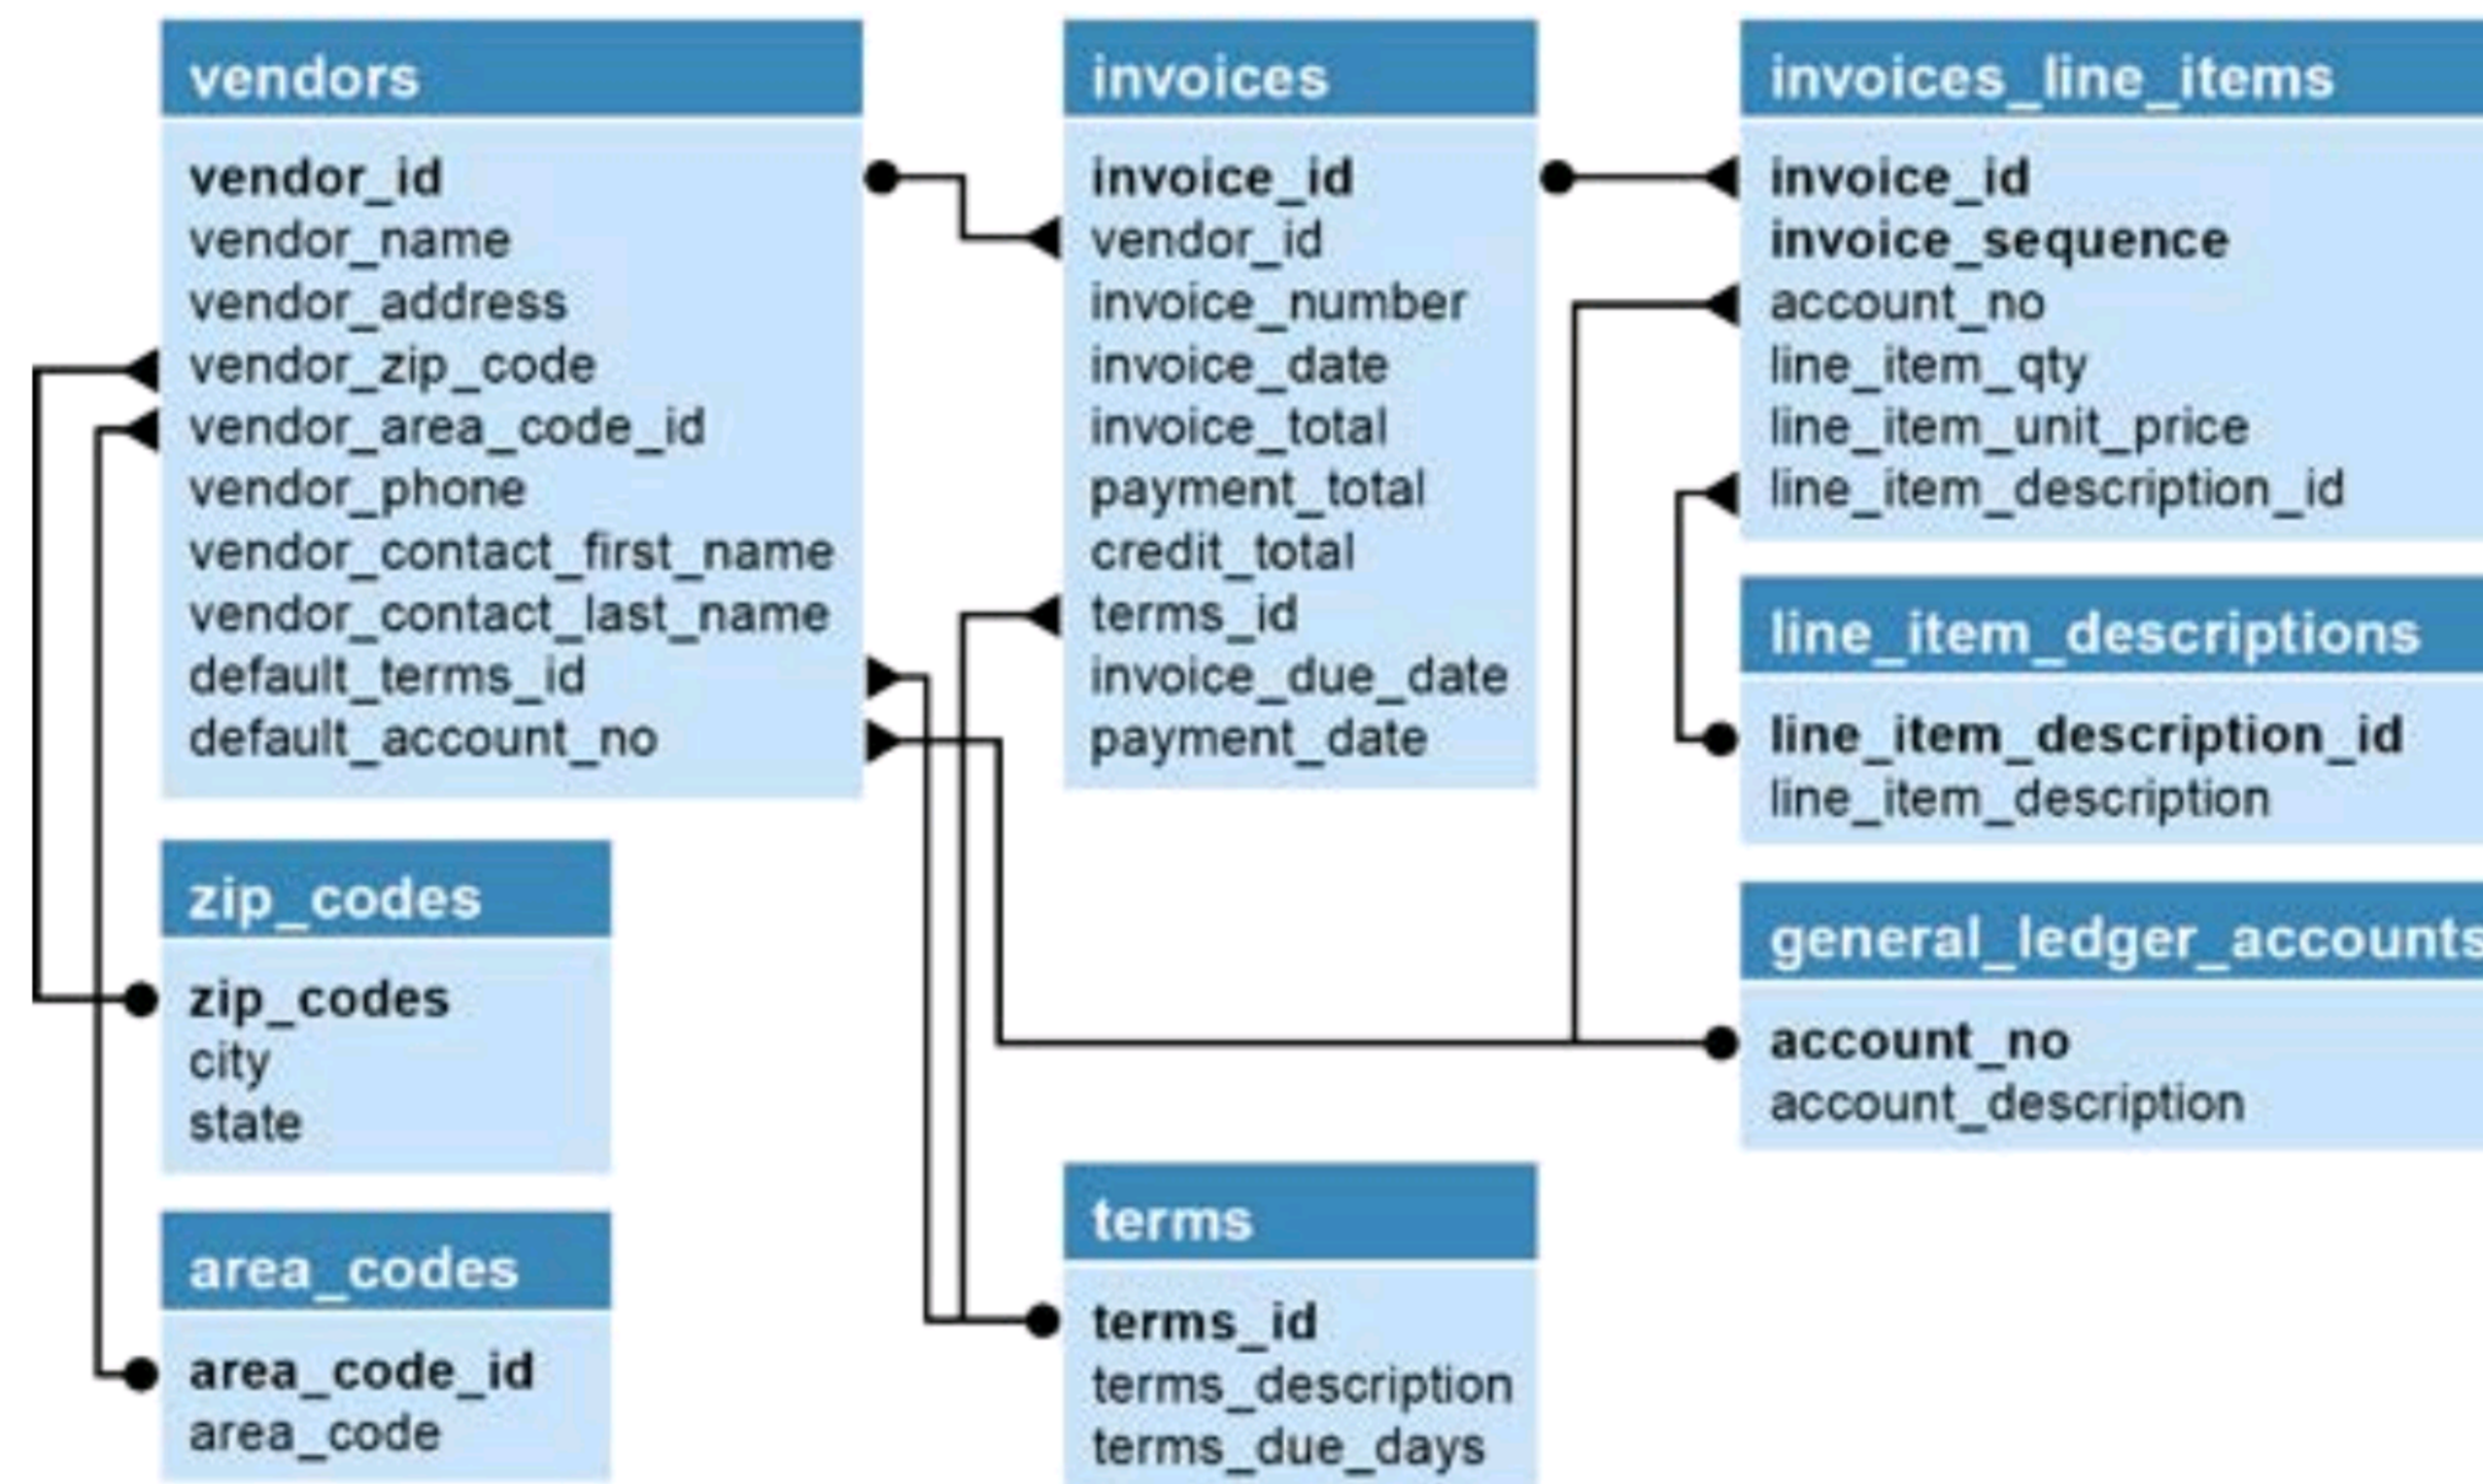 vendors
vendor_id
vendor_name
vendor_address
vendor_zip_code
vendor_area_code_id
vendor_phone
vendor_contact_first_name
vendor_contact_last_name
default_terms_id
default_account_no
zip_codes
zip_codes
city
state
area_codes
area_code_id
area_code
invoices
invoice_id
vendor_id
invoice_number
invoice_date
invoice_total
payment_total
credit_total
terms_id
invoice_due_date
payment_date
terms
terms_id
terms_description
terms_due_days
invoices_line_items
invoice_id
invoice_sequence
account_no
line_item_qty
line_item_unit_price
line_item_description_id
line_item_descriptions
line_item_description_id
line_item_description
general_ledger_accounts
account_no
account_description